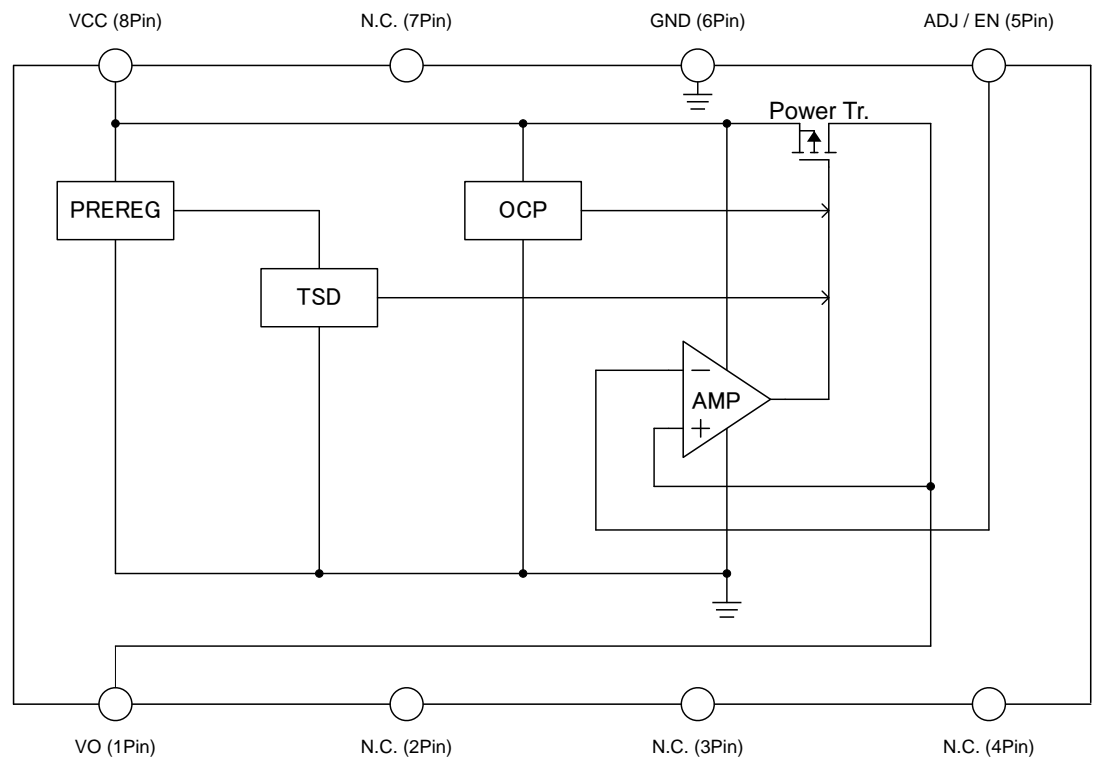 VCC (8Pin)
N.C. (7Pin)
GND (6Pin)
ADJ / EN (5Pin)
Power Tr.
PREREG
OCP
TSD
−
AMP
+
VO (1Pin)
N.C. (2Pin)
N.C. (3Pin)
N.C. (4Pin)